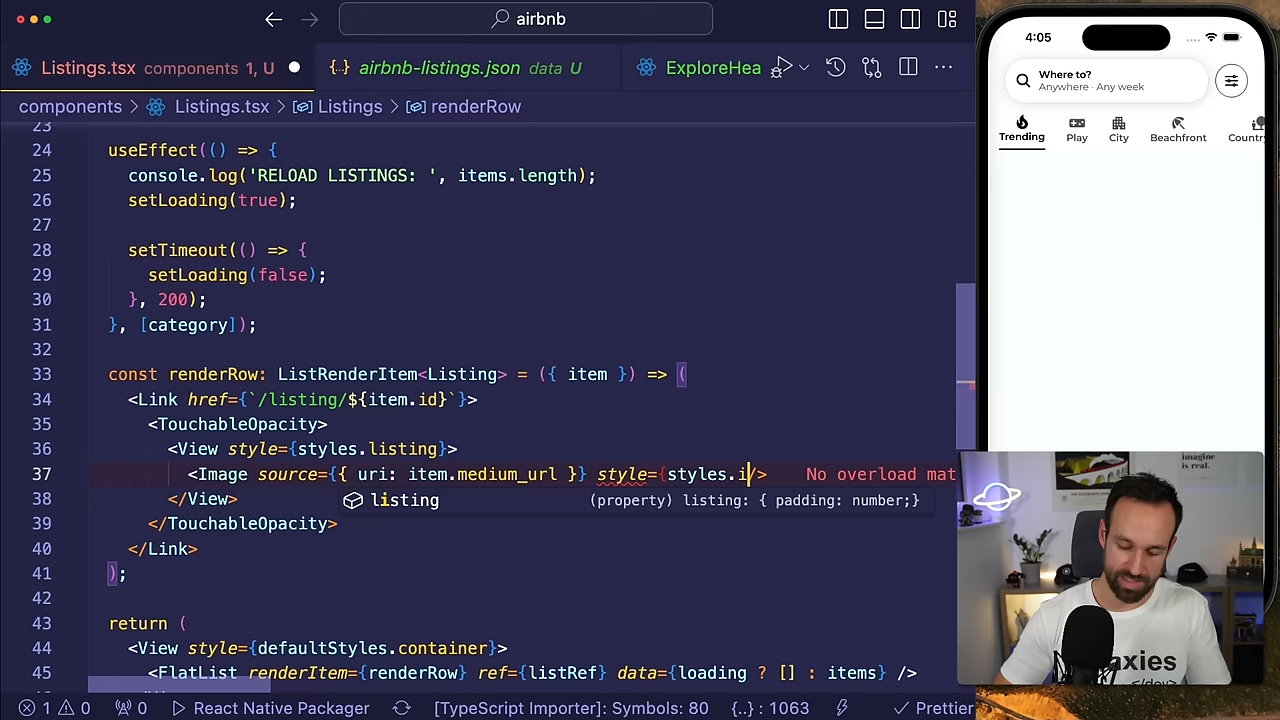 airbnb
Listings.tsx components 1, U
{..} airbnb-listings.json data U
ExploreHea
components > Listings.tsx > Listings > renderRow
23
24 useEffect(() => {
25 console.log('RELOAD LISTINGS: ', items.length);
26 setLoading(true);
27
28 setTimeout(() => {
29 setLoading(false);
30 }, 200);
31 }, [category]);
32
33 const renderRow: ListRenderItem<Listing> = ({ item }) => (
34 <Link href={`/listing/${item.id}`}>
35 <TouchableOpacity>
36 <View style={styles.listing}>
37 <Image source={{ uri: item.medium_url }} style={styles.i/> No overload mat
listing (property) listing: { padding: number;}
38 </View>
39 </TouchableOpacity>
40 </Link>
41 );
42
43 return (
44 <View style={defaultStyles.container}>
45 <FlatList renderItem={renderRow} ref={listRef} data={loading ? [] : items} />
1 0 0 React Native Packager [TypeScript Importer]: Symbols: 80 {..} : 1063 Prettier
4:05
Where to?
Anywhere · Any week
Trending
Play
City
Beachfront
Countr
imagine
is real.
axies
</dev>